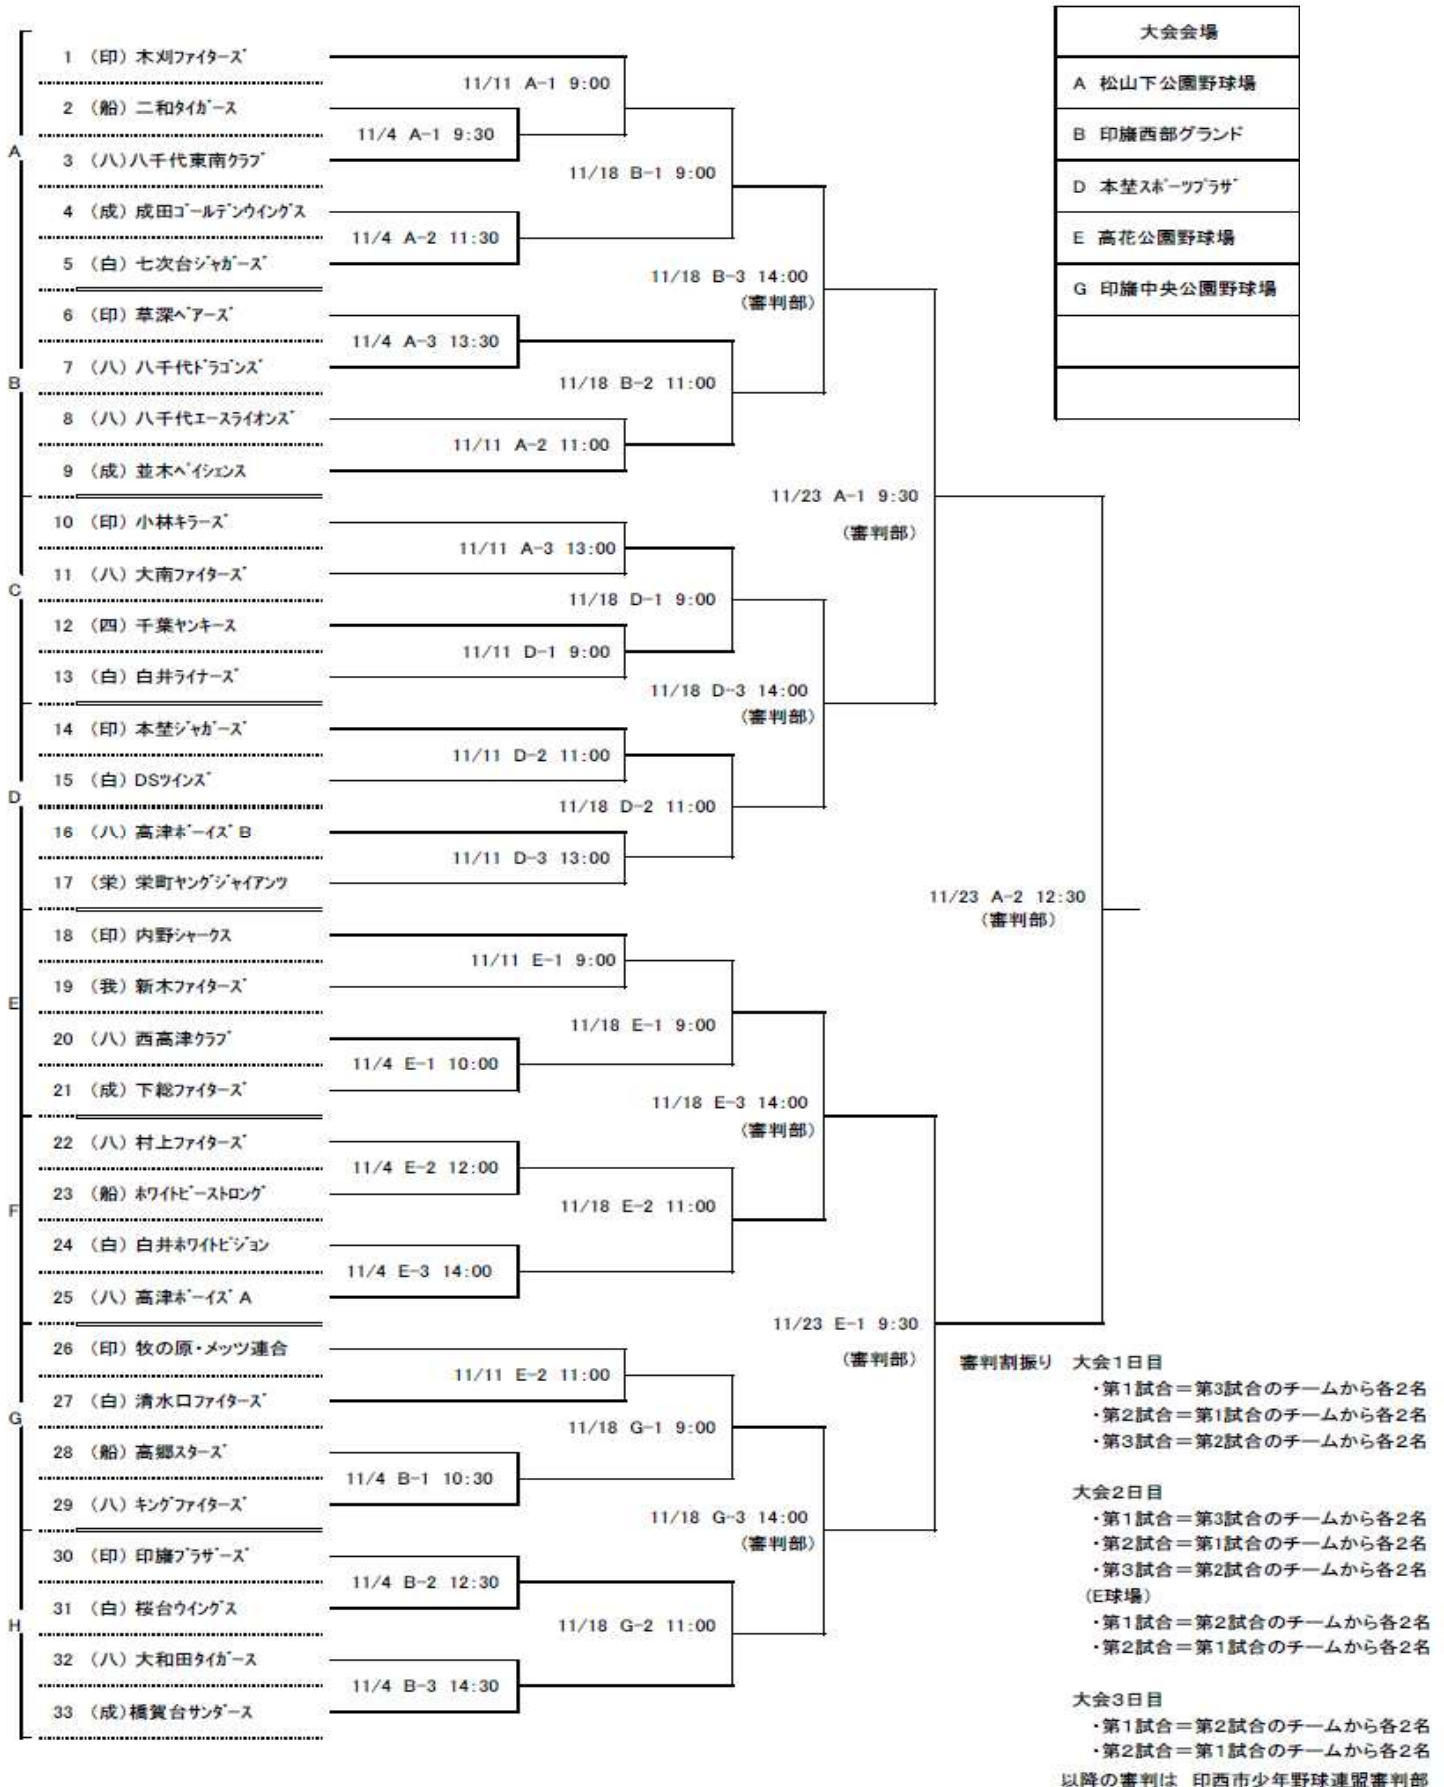 大会会場
A 松山下公園野球場
B 印旛西部グランド
D 本埜スポーツプラザ
E 高花公園野球場
G 印旛中央公園野球場
A
1 （印）木刈ファイターズ
11/11 A-1 9:00
2 （船）二和タイガース
11/4 A-1 9:30
3 （八）八千代東南クラブ
11/18 B-1 9:00
4 （成）成田ゴールデンウイングス
11/4 A-2 11:30
5 （白）七次台ジャガーズ
11/18 B-3 14:00
（審判部）
B
6 （印）草深ベアーズ
11/4 A-3 13:30
7 （八）八千代ドラゴンズ
11/18 B-2 11:00
8 （八）八千代エースライオンズ
11/11 A-2 11:00
9 （成）並木ペイシェンス
11/23 A-1 9:30
（審判部）
C
10 （印）小林キラーズ
11/11 A-3 13:00
11 （八）大南ファイターズ
11/18 D-1 9:00
12 （四）千葉ヤンキース
11/11 D-1 9:00
13 （白）白井ライナーズ
11/18 D-3 14:00
（審判部）
D
14 （印）本埜ジャガーズ
11/11 D-2 11:00
15 （白）DSツインズ
11/18 D-2 11:00
16 （八）高津ボーイズB
11/11 D-3 13:00
17 （栄）栄町ヤングジャイアンツ
11/23 A-2 12:30
（審判部）
E
18 （印）内野シャークス
11/11 E-1 9:00
19 （我）新木ファイターズ
11/18 E-1 9:00
20 （八）西高津クラブ
11/4 E-1 10:00
21 （成）下総ファイターズ
11/18 E-3 14:00
（審判部）
F
22 （八）村上ファイターズ
11/4 E-2 12:00
23 （船）ホワイトビーストロング
11/18 E-2 11:00
24 （白）白井ホワイトビジョン
11/4 E-3 14:00
25 （八）高津ボーイズA
11/23 E-1 9:30
（審判部）
G
26 （印）牧の原・メッツ連合
11/11 E-2 11:00
27 （白）清水口ファイターズ
11/18 G-1 9:00
28 （船）高郷スターズ
11/4 B-1 10:30
29 （八）キングファイターズ
11/18 G-3 14:00
（審判部）
H
30 （印）印旛ブラザーズ
11/4 B-2 12:30
31 （白）桜台ウイングス
11/18 G-2 11:00
32 （八）大和田タイガース
11/4 B-3 14:30
33 （成）橋賀台サンダース
審判割振り 大会1日目
・第1試合＝第3試合のチームから各2名
・第2試合＝第1試合のチームから各2名
・第3試合＝第2試合のチームから各2名
大会2日目
・第1試合＝第3試合のチームから各2名
・第2試合＝第1試合のチームから各2名
・第3試合＝第2試合のチームから各2名
（E球場）
・第1試合＝第2試合のチームから各2名
・第2試合＝第1試合のチームから各2名
大会3日目
・第1試合＝第2試合のチームから各2名
・第2試合＝第1試合のチームから各2名
以降の審判は 印西市少年野球連盟審判部